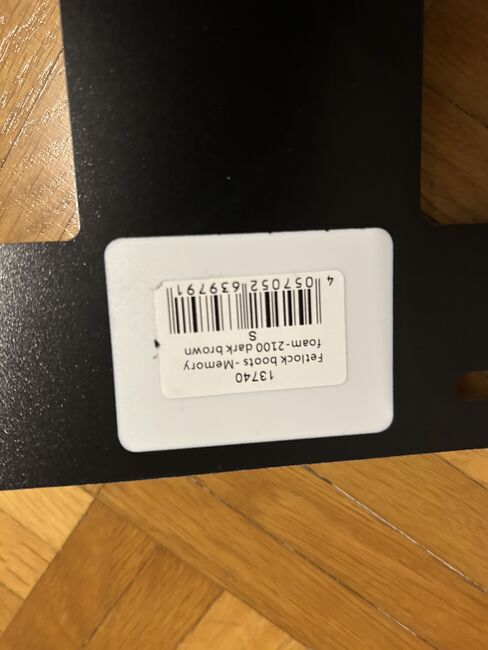 13740
Fetlock boots - Memory
foam-2100 dark brown
S
4 057052 639791